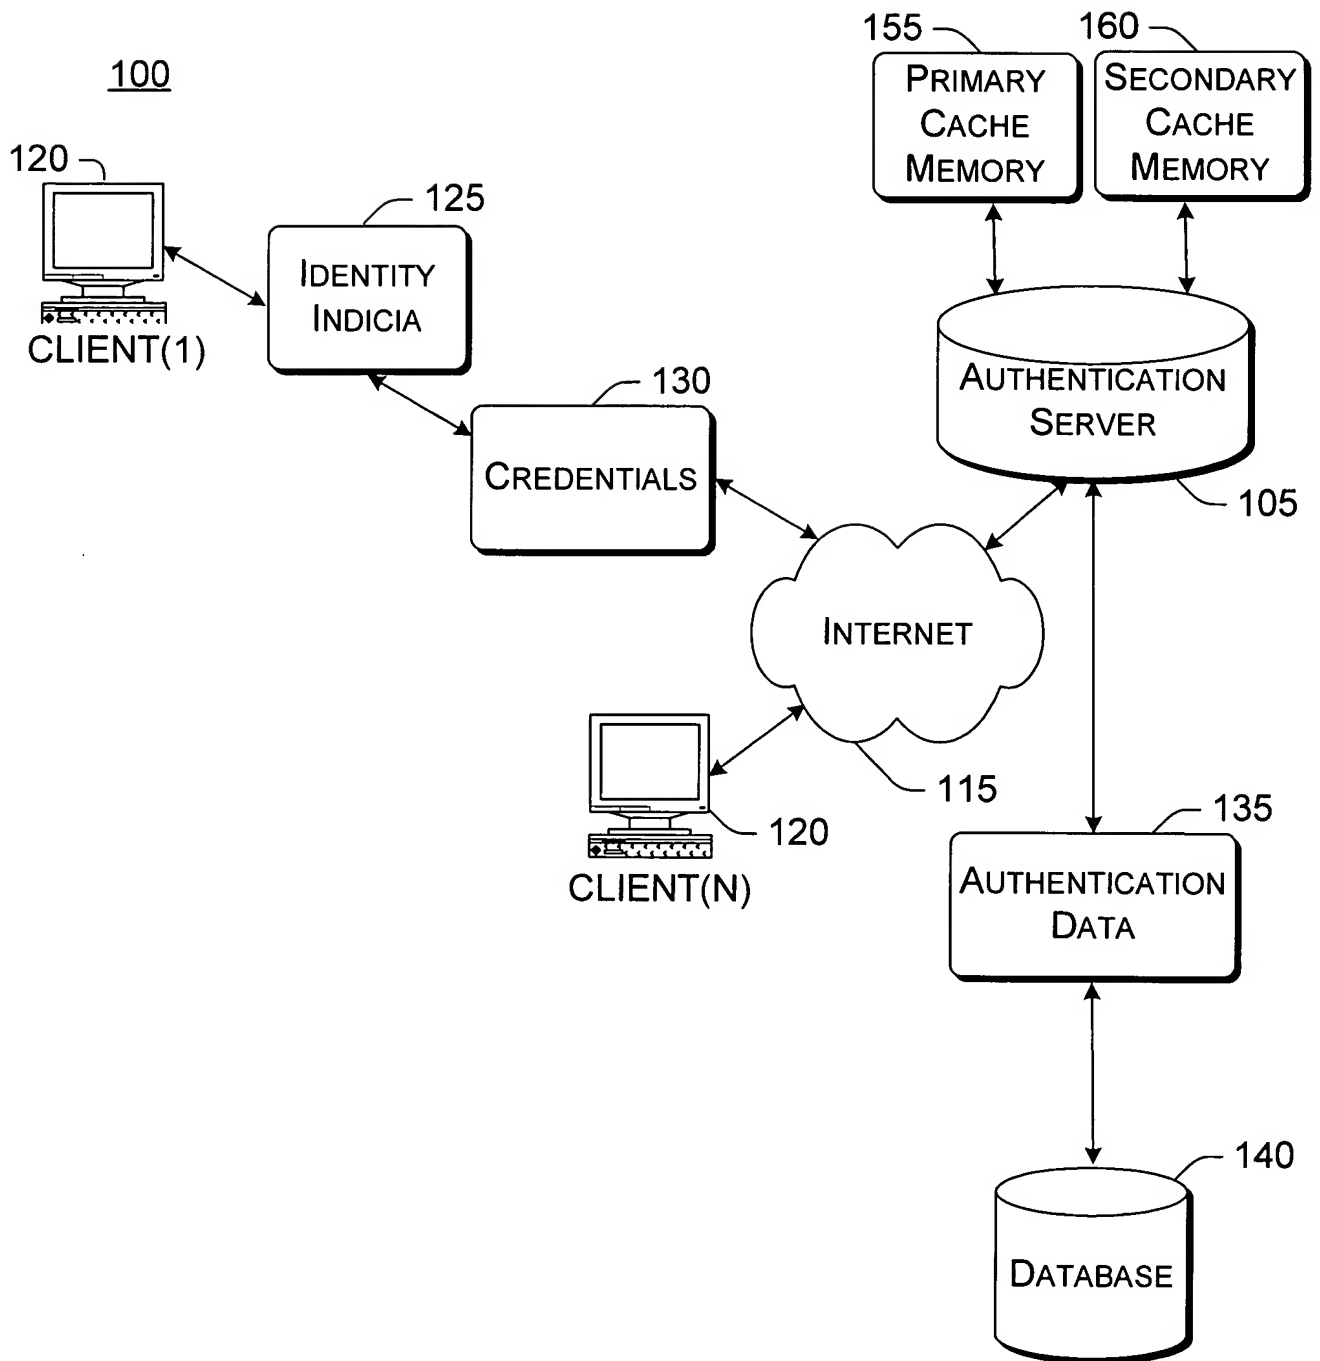 100
155
160
PRIMARY
CACHE
MEMORY
SECONDARY
CACHE
MEMORY
120
125
IDENTITY
INDICIA
CLIENT(1)
130
CREDENTIALS
AUTHENTICATION
SERVER
105
INTERNET
115
120
CLIENT(N)
135
AUTHENTICATION
DATA
140
DATABASE